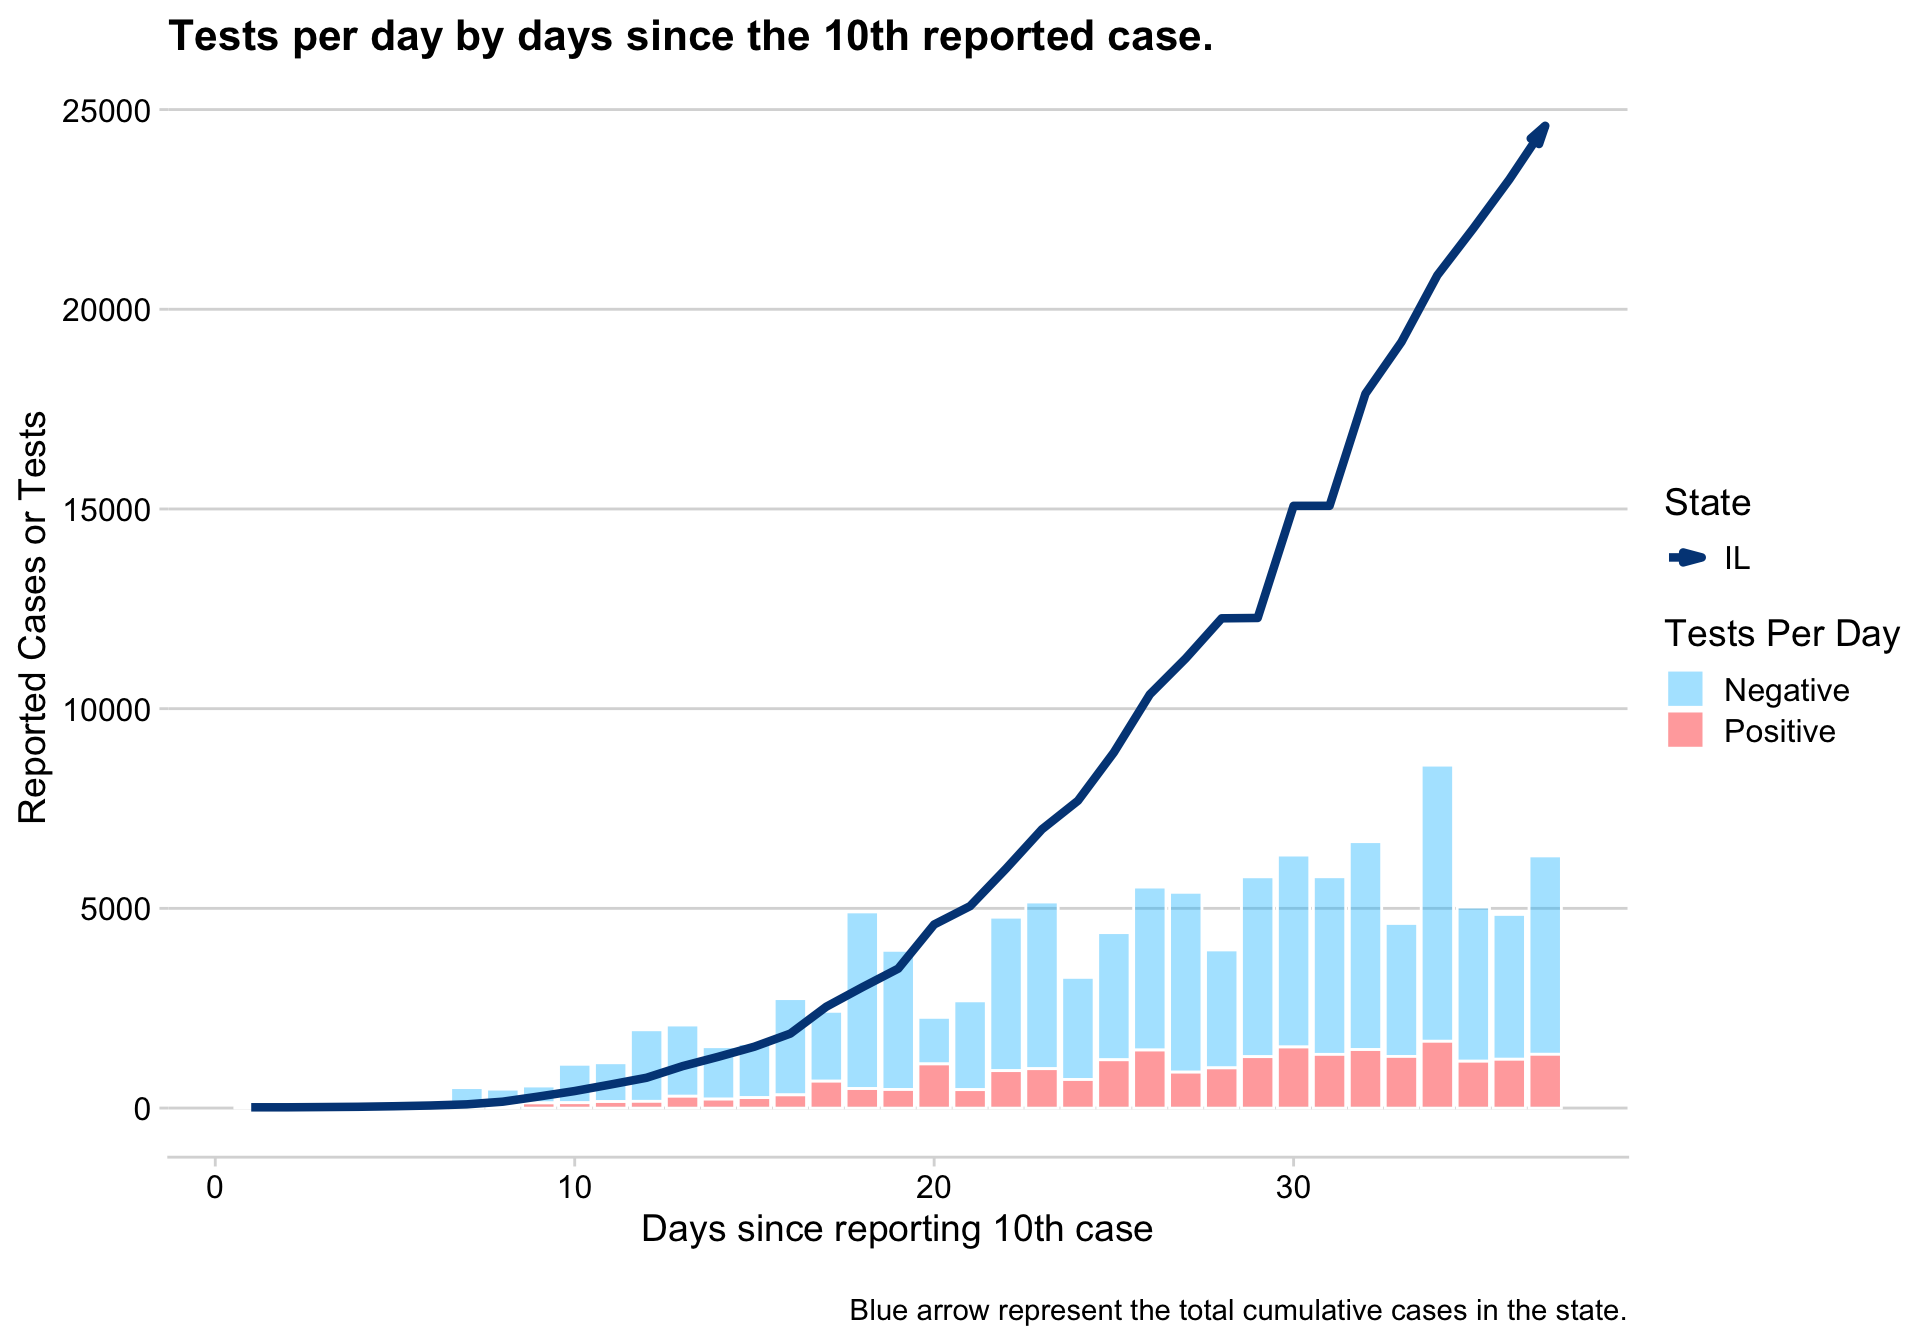 Tests per day by days since the 10th reported case.
25000
20000
15000
10000
5000
0
Reported Cases or Tests
0 10 20 30
Days since reporting 10th case
State
IL
Tests Per Day
Negative
Positive
Blue arrow represent the total cumulative cases in the state.